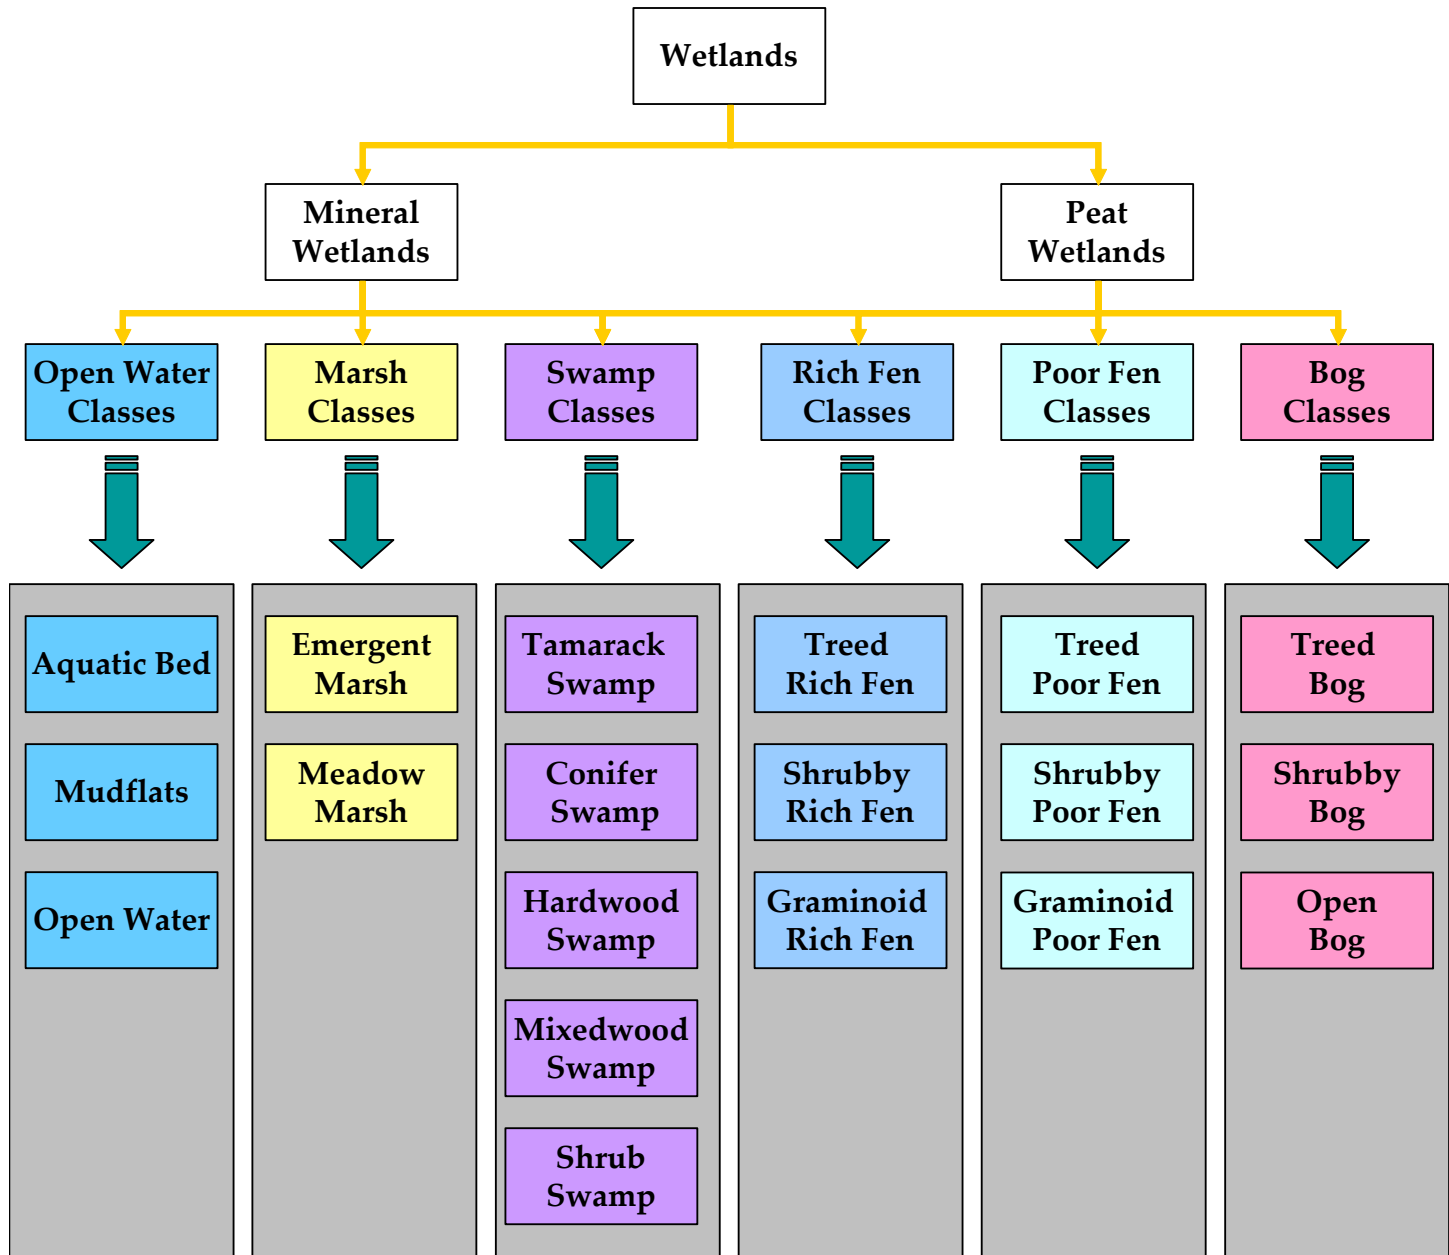 Wetlands
Mineral
Wetlands
Peat
Wetlands
Open Water
Classes
Marsh
Classes
Swamp
Classes
Rich Fen
Classes
Poor Fen
Classes
Bog
Classes
Aquatic Bed
Mudflats
Open Water
Emergent
Marsh
Meadow
Marsh
Tamarack
Swamp
Conifer
Swamp
Hardwood
Swamp
Mixedwood
Swamp
Shrub
Swamp
Treed
Rich Fen
Shrubby
Rich Fen
Graminoid
Rich Fen
Treed
Poor Fen
Shrubby
Poor Fen
Graminoid
Poor Fen
Treed
Bog
Shrubby
Bog
Open
Bog